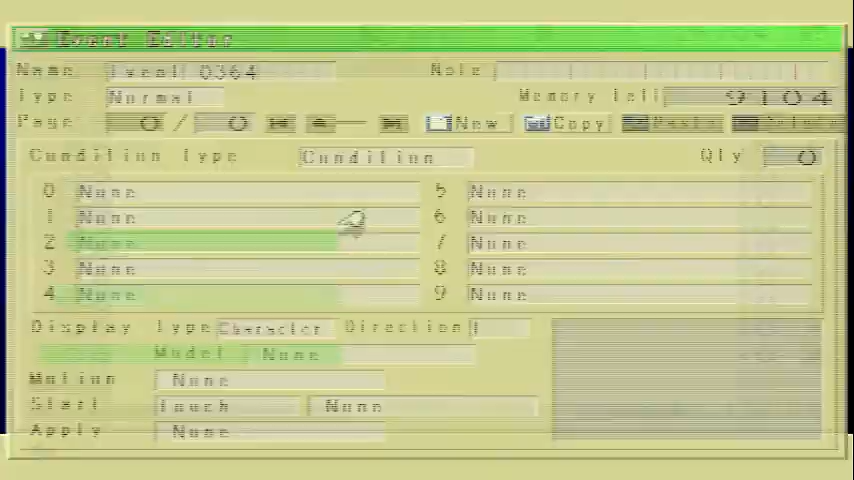 Event Editor
Name Event 0364 Note
Type Normal Memory Left 9104
Page 0 / 0 New Copy Paste Delete
Condition Type Condition Qty 0
0 None 5 None
1 None 6 None
2 None 7 None
3 None 8 None
4 None 9 None
Display Type Character Direction
Model None
Motion None
Start Touch None
Apply None